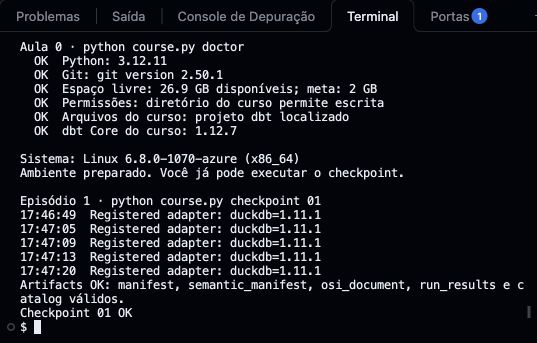 Problemas Saída Console de Depuração Terminal Portas 1
Aula 0 · python course.py doctor
OK Python: 3.12.11
OK Git: git version 2.50.1
OK Espaço livre: 26.9 GB disponíveis; meta: 2 GB
OK Permissões: diretório do curso permite escrita
OK Arquivos do curso: projeto dbt localizado
OK dbt Core do curso: 1.12.7
Sistema: Linux 6.8.0-1070-azure (x86_64)
Ambiente preparado. Você já pode executar o checkpoint.
Episódio 1 · python course.py checkpoint 01
17:46:49 Registered adapter: duckdb=1.11.1
17:47:05 Registered adapter: duckdb=1.11.1
17:47:09 Registered adapter: duckdb=1.11.1
17:47:13 Registered adapter: duckdb=1.11.1
17:47:20 Registered adapter: duckdb=1.11.1
Artifacts OK: manifest, semantic_manifest, osi_document, run_results e c
atalog válidos.
Checkpoint 01 OK
$